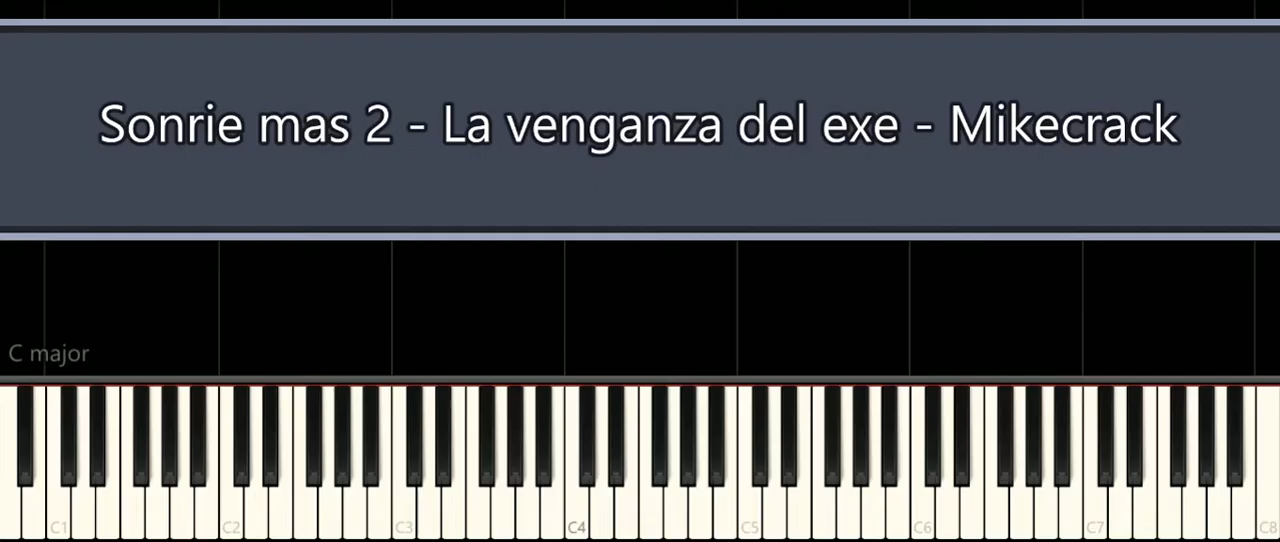 Sonrie mas 2 - La venganza del exe - Mikecrack
C major
C1 C2 C3 C4 C5 C6 C7 C8